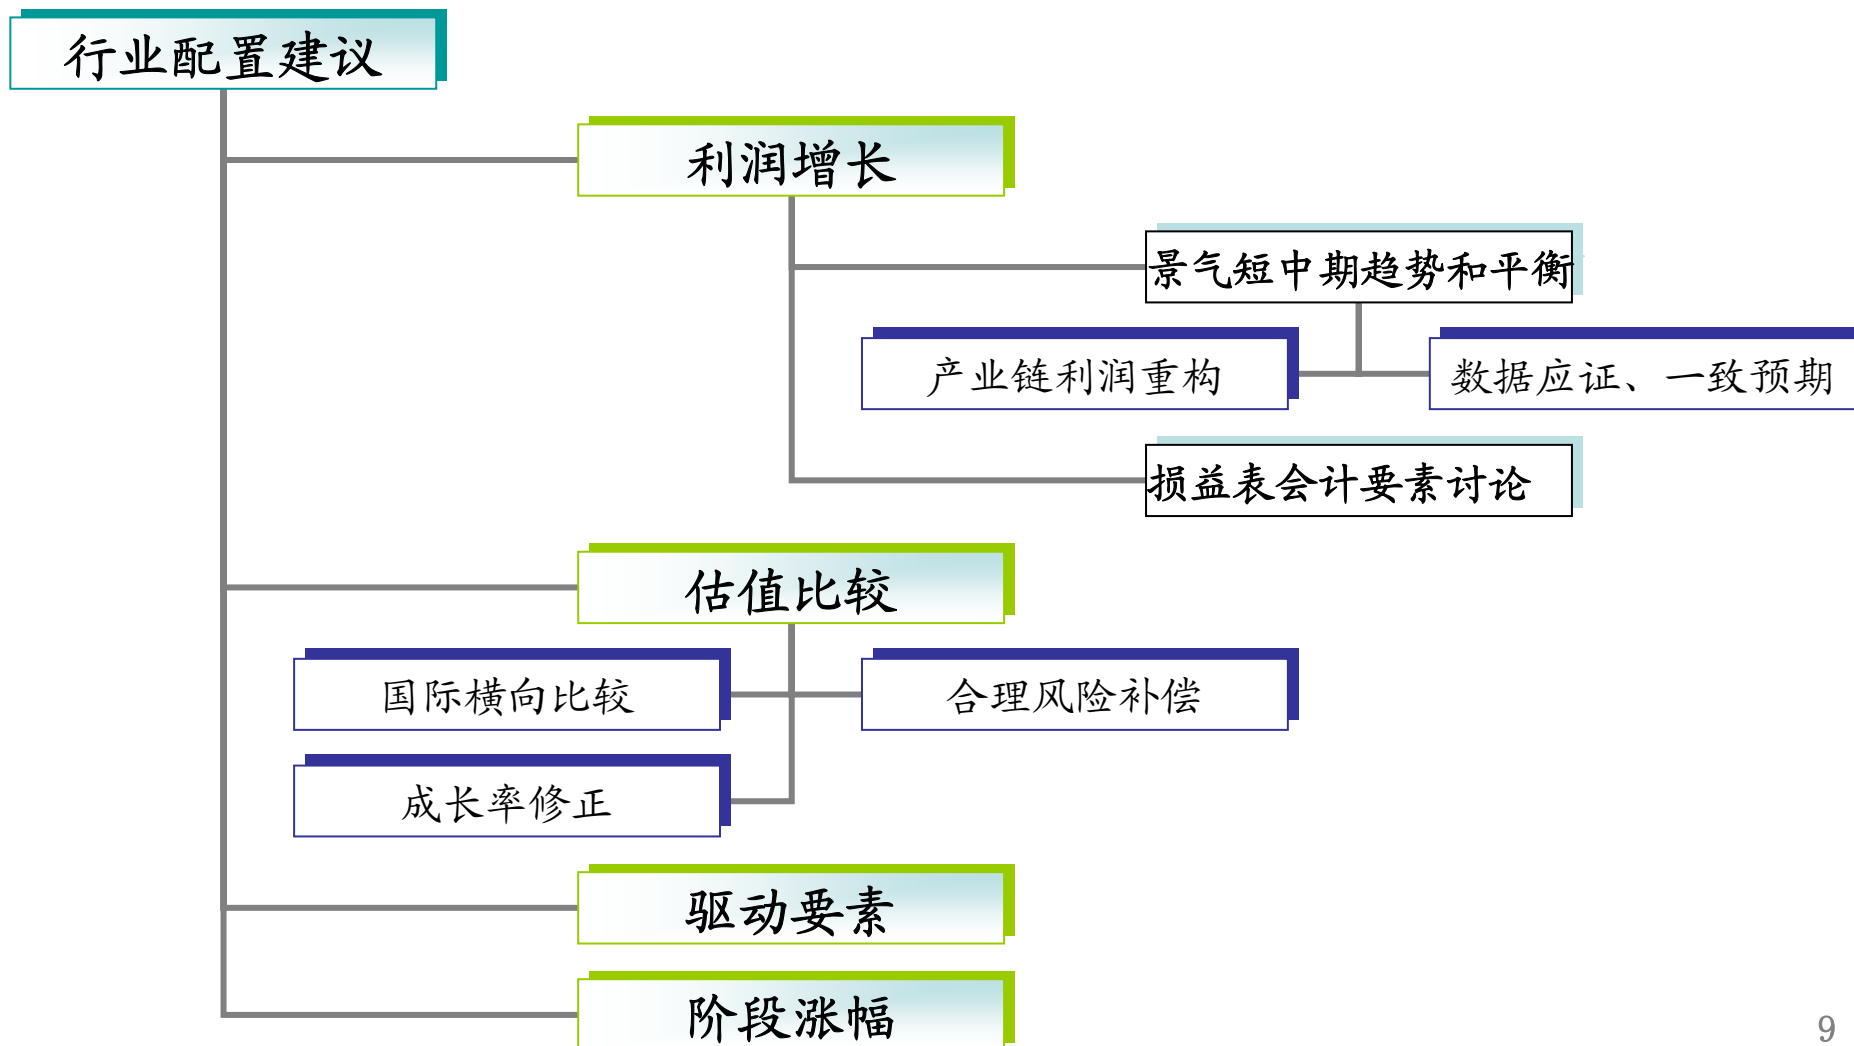 行业配置建议
利润增长
景气短中期趋势和平衡
产业链利润重构
数据应证、一致预期
损益表会计要素讨论
估值比较
国际横向比较
合理风险补偿
成长率修正
驱动要素
阶段涨幅
9